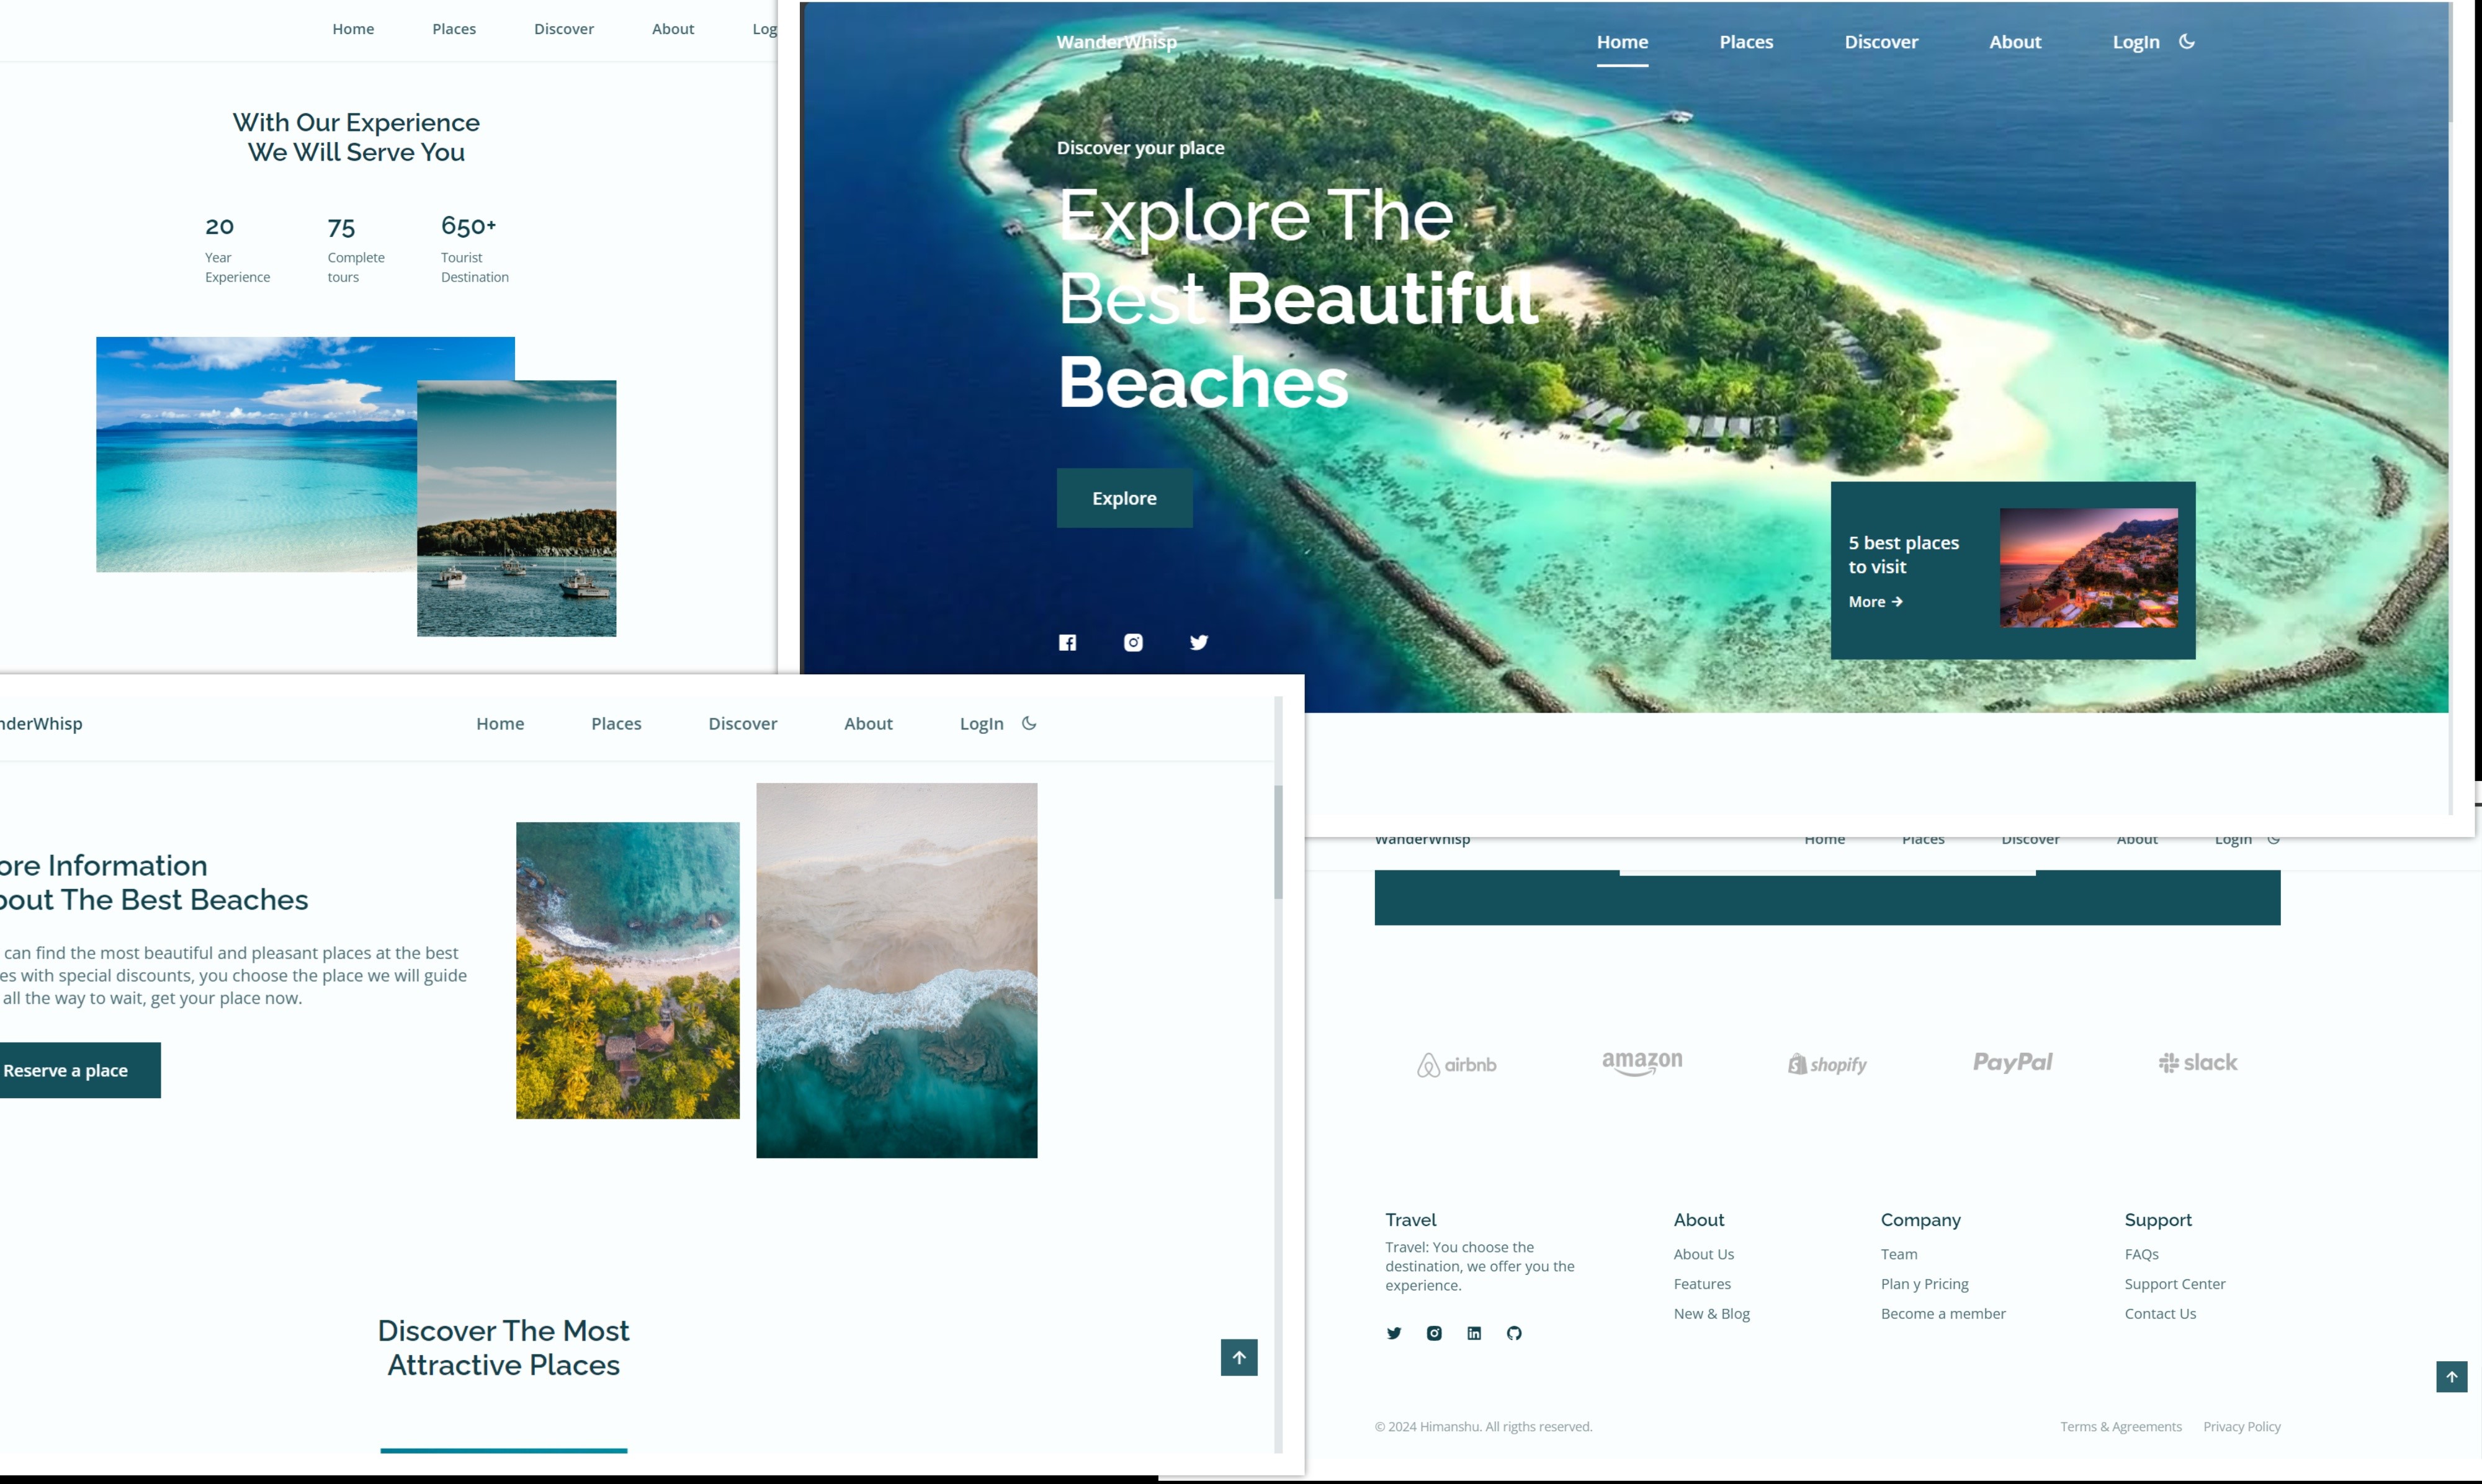 Home Places Discover About Log
With Our Experience
We Will Serve You
20 75 650+
Year Complete Tourist
Experience tours Destination
WanderWhisp Home Places Discover About LogIn
Discover your place
Explore The
Best Beautiful
Beaches
Explore
5 best places
to visit
More →
nderWhisp Home Places Discover About LogIn
ore Information
bout The Best Beaches
can find the most beautiful and pleasant places at the best
es with special discounts, you choose the place we will guide
all the way to wait, get your place now.
Reserve a place
Discover The Most
Attractive Places
WanderWhisp Home Places Discover About LogIn
airbnb amazon shopify PayPal slack
Travel
Travel: You choose the
destination, we offer you the
experience.
About
About Us
Features
New & Blog
Company
Team
Plan y Pricing
Become a member
Support
FAQs
Support Center
Contact Us
© 2024 Himanshu. All rigths reserved.
Terms & Agreements Privacy Policy